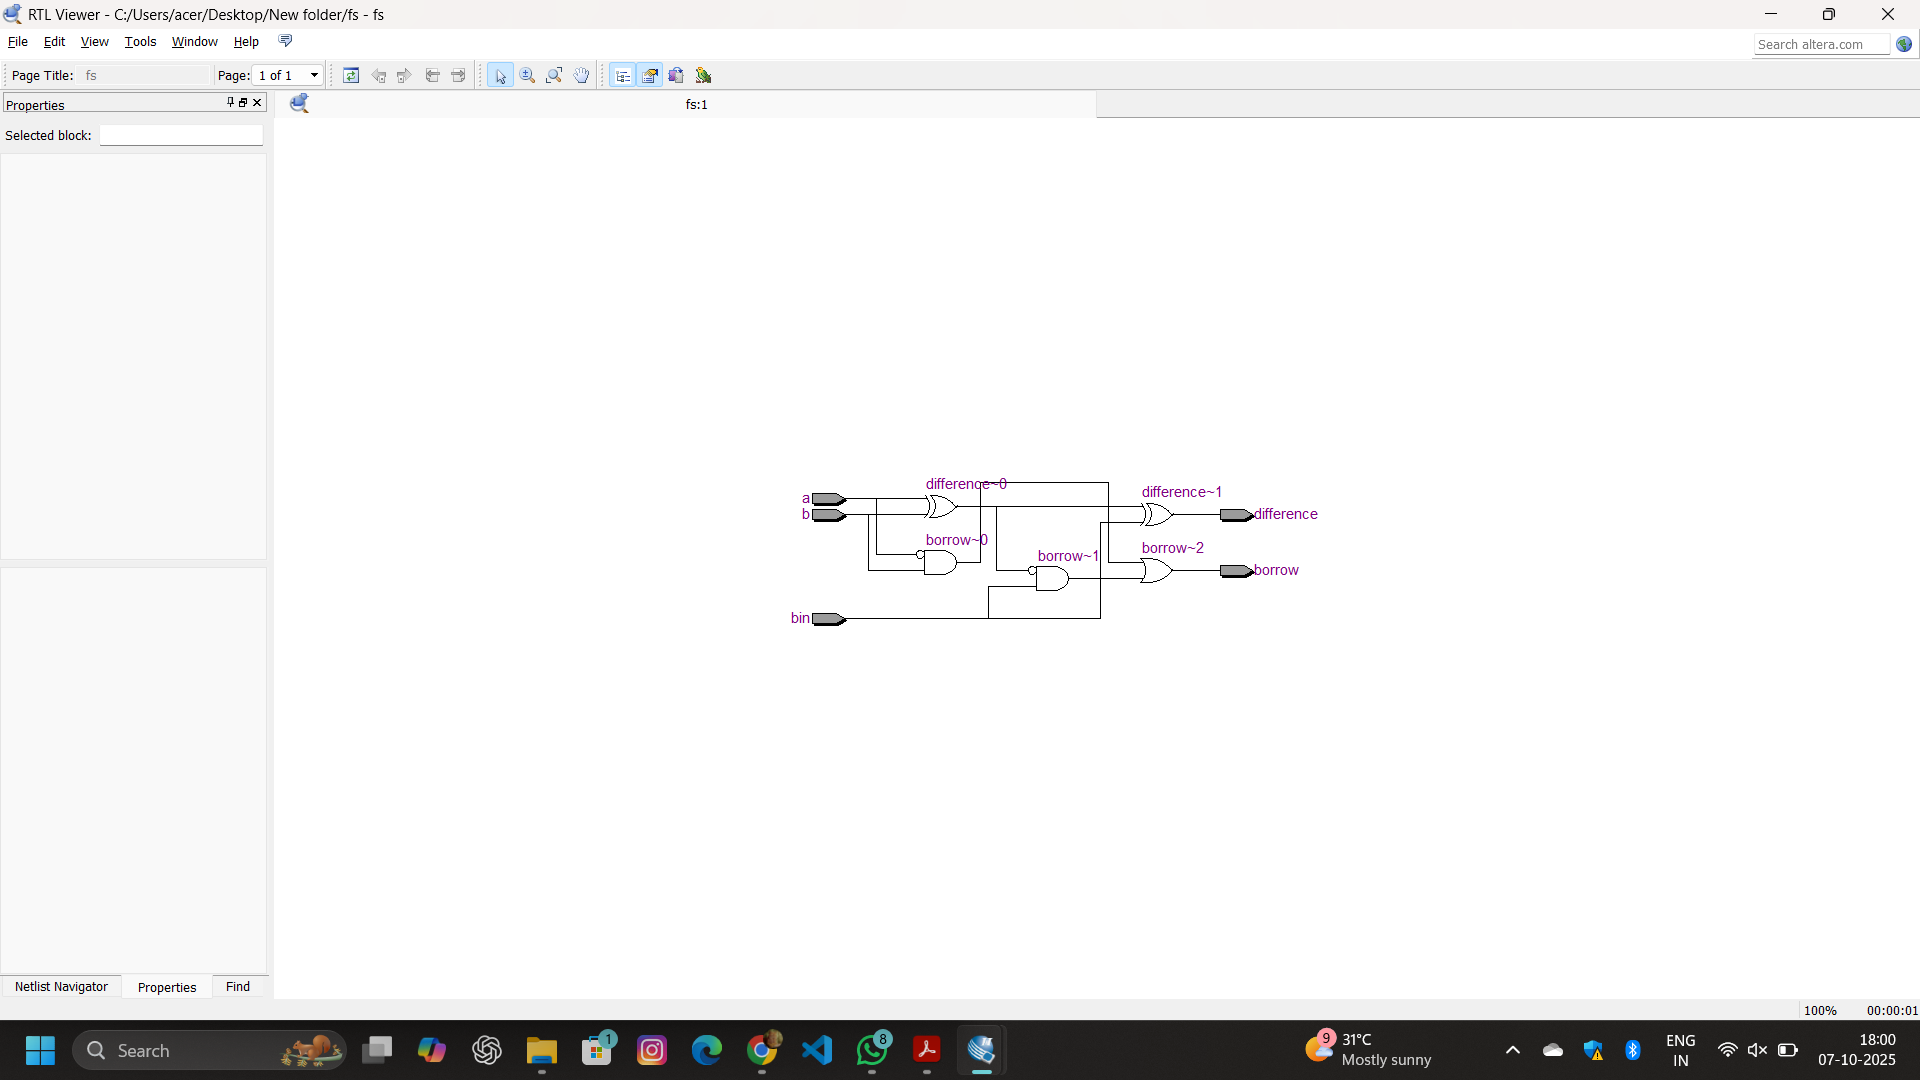 RTL Viewer - C:/Users/acer/Desktop/New folder/fs - fs
File Edit View Tools Window Help
Search altera.com
Page Title: fs Page: 1 of 1
Properties
fs:1
Selected block:
difference~0
difference~1
a
b
difference
borrow~0
borrow~1
borrow~2
borrow
bin
Netlist Navigator Properties Find
100% 00:00:01
Search
1
8
9
31°C
Mostly sunny
ENG
IN
18:00
07-10-2025